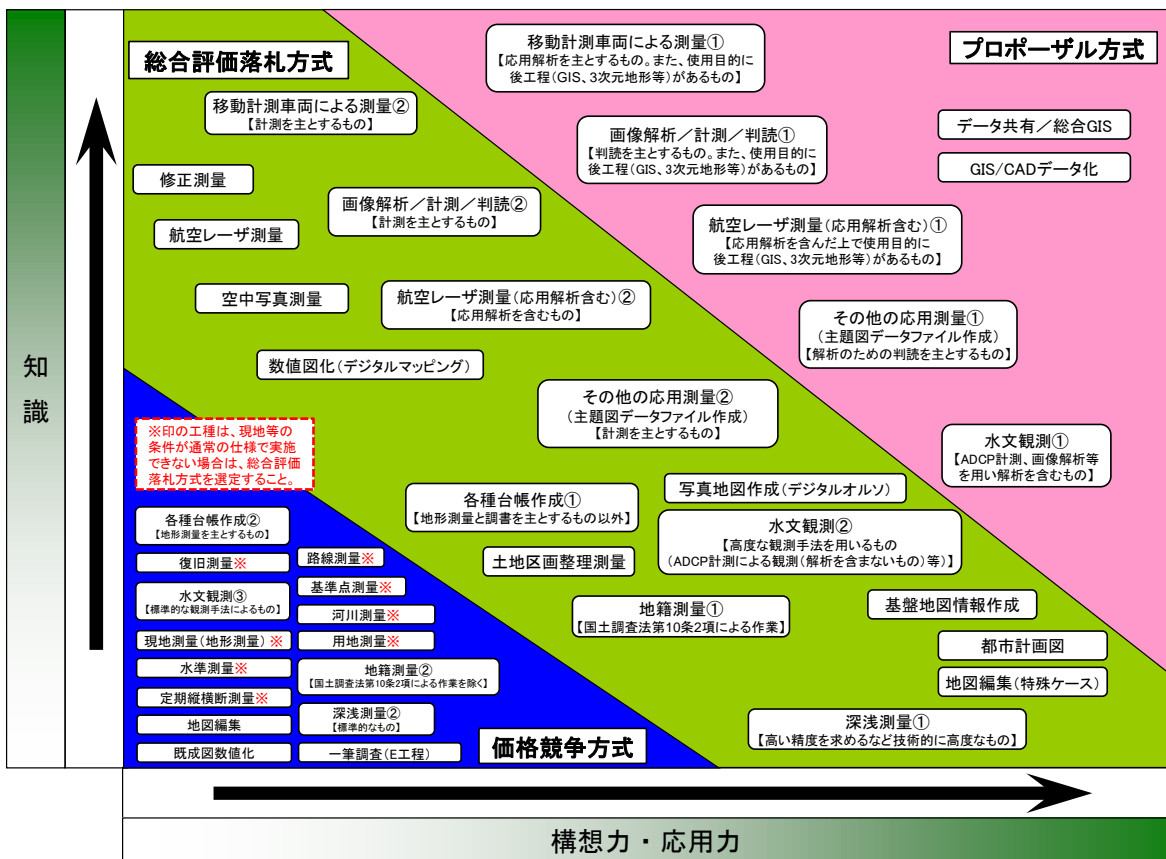 総合評価落札方式
プロポーザル方式
移動計測車両による測量①
【応用解析を主とするもの。また、使用目的に
後工程(GIS、3次元地形等)があるもの】
移動計測車両による測量②
【計測を主とするもの】
画像解析／計測／判読①
【判読を主とするもの。また、使用目的に
後工程(GIS、3次元地形等)があるもの】
データ共有／総合GIS
GIS/CADデータ化
修正測量
画像解析／計測／判読②
【計測を主とするもの】
航空レーザ測量
航空レーザ測量(応用解析含む)①
【応用解析を含んだ上で使用目的に
後工程(GIS、3次元地形等)があるもの】
空中写真測量
航空レーザ測量(応用解析含む)②
【応用解析を含むもの】
その他の応用測量①
(主題図データファイル作成)
【解析のための判読を主とするもの】
数値図化(デジタルマッピング)
その他の応用測量②
(主題図データファイル作成)
【計測を主とするもの】
知
識
※印の工種は、現地等の
条件が通常の仕様で実施
できない場合は、総合評価
落札方式を選定すること。
水文観測①
【ADCP計測、画像解析等
を用い解析を含むもの】
写真地図作成(デジタルオルソ)
各種台帳作成①
【地形測量と調書を主とするもの以外】
水文観測②
【高度な観測手法を用いるもの
(ADCP計測による観測(解析を含まないもの)等)】
土地区画整理測量
地籍測量①
【国土調査法第10条2項による作業】
基盤地図情報作成
都市計画図
地図編集(特殊ケース)
深浅測量①
【高い精度を求めるなど技術的に高度なもの】
各種台帳作成②
【地形測量を主とするもの】
復旧測量※
水文観測③
【標準的な観測手法によるもの】
現地測量(地形測量)※
水準測量※
定期縦横断測量※
地図編集
既成図数値化
路線測量※
基準点測量※
河川測量※
用地測量※
地籍測量②
【国土調査法第10条2項による作業を除く】
深浅測量②
【標準的なもの】
一筆調査(E工程)
価格競争方式
構想力・応用力